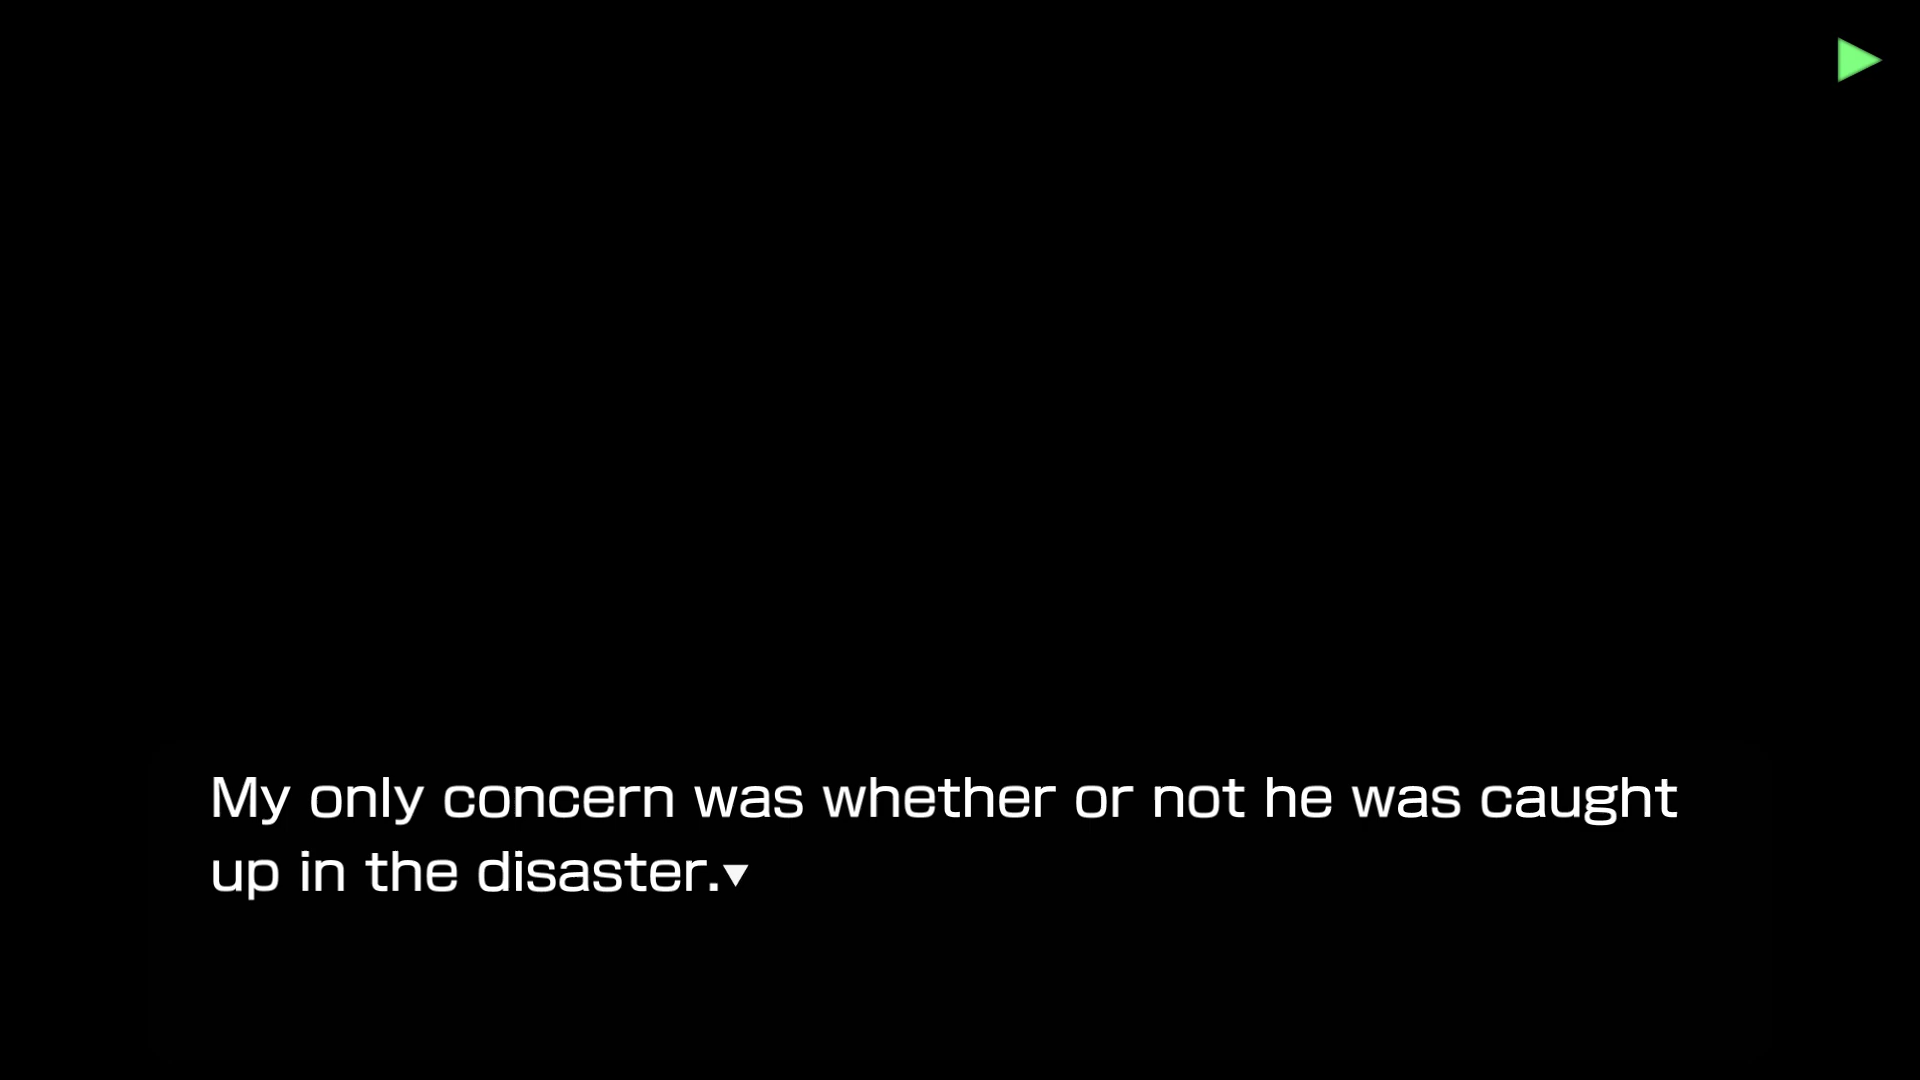 My only concern was whether or not he was caught
up in the disaster.